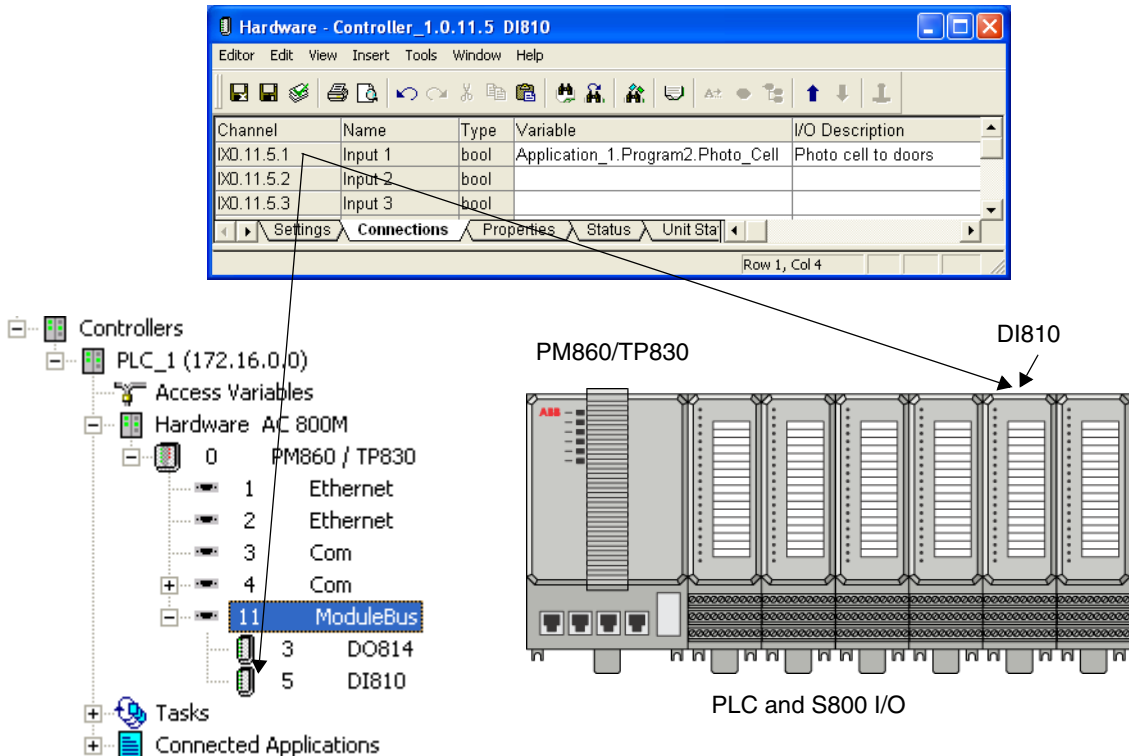 Hardware - Controller_1.0.11.5 DI810
Editor Edit View Insert Tools Window Help
Channel Name Type Variable I/O Description
IX0.11.5.1 Input 1 bool Application_1.Program2.Photo_Cell Photo cell to doors
IX0.11.5.2 Input 2 bool
IX0.11.5.3 Input 3 bool
Settings Connections Properties Status Unit Sta
Row 1, Col 4
Controllers
PLC_1 (172.16.0.0)
Access Variables
Hardware AC 800M
0 PM860 / TP830
1 Ethernet
2 Ethernet
3 Com
4 Com
11 ModuleBus
3 DO814
5 DI810
Tasks
Connected Applications
PM860/TP830
DI810
ABB
PLC and S800 I/O